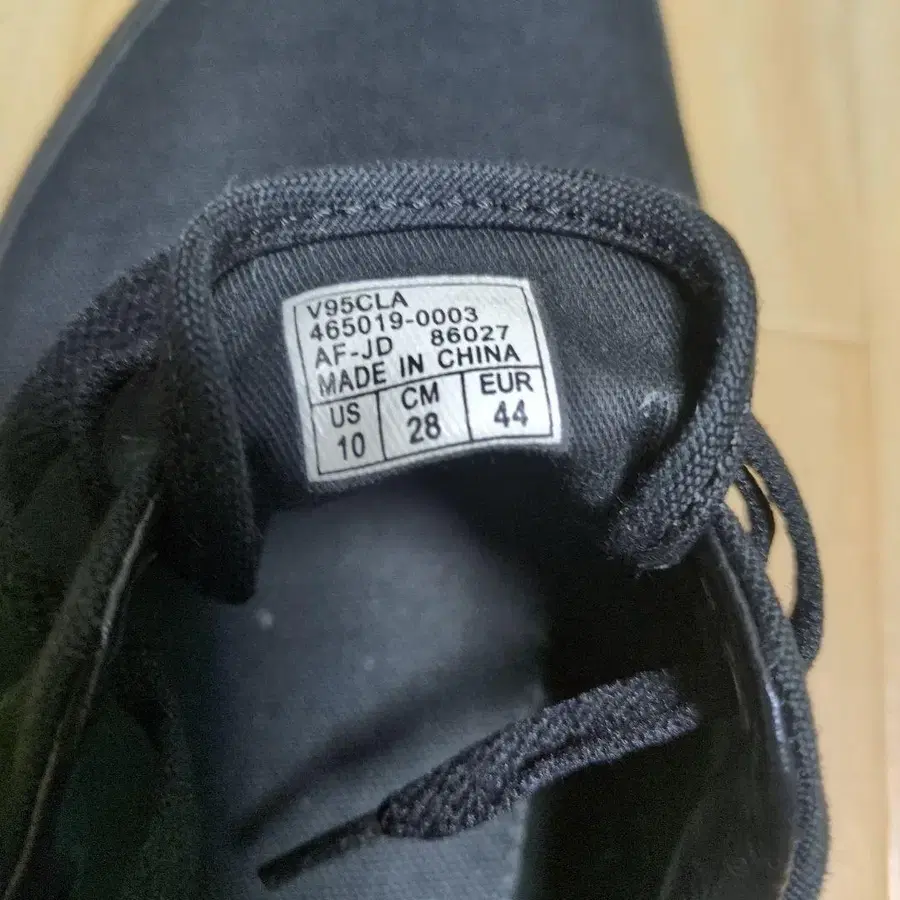 V95CLA
465019-0003
AF-JD 86027
MADE IN CHINA
US CM EUR
10 28 44